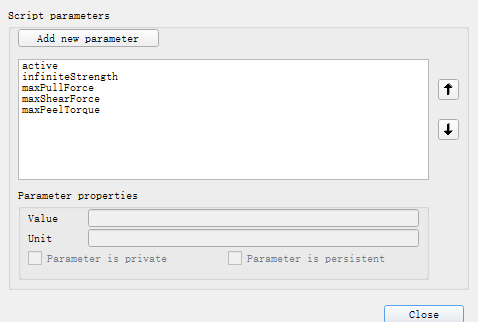 Script parameters
Add new parameter
active
infiniteStrength
maxPullForce
maxShearForce
maxPeelTorque
Parameter properties
Value
Unit
Parameter is private
Parameter is persistent
Close